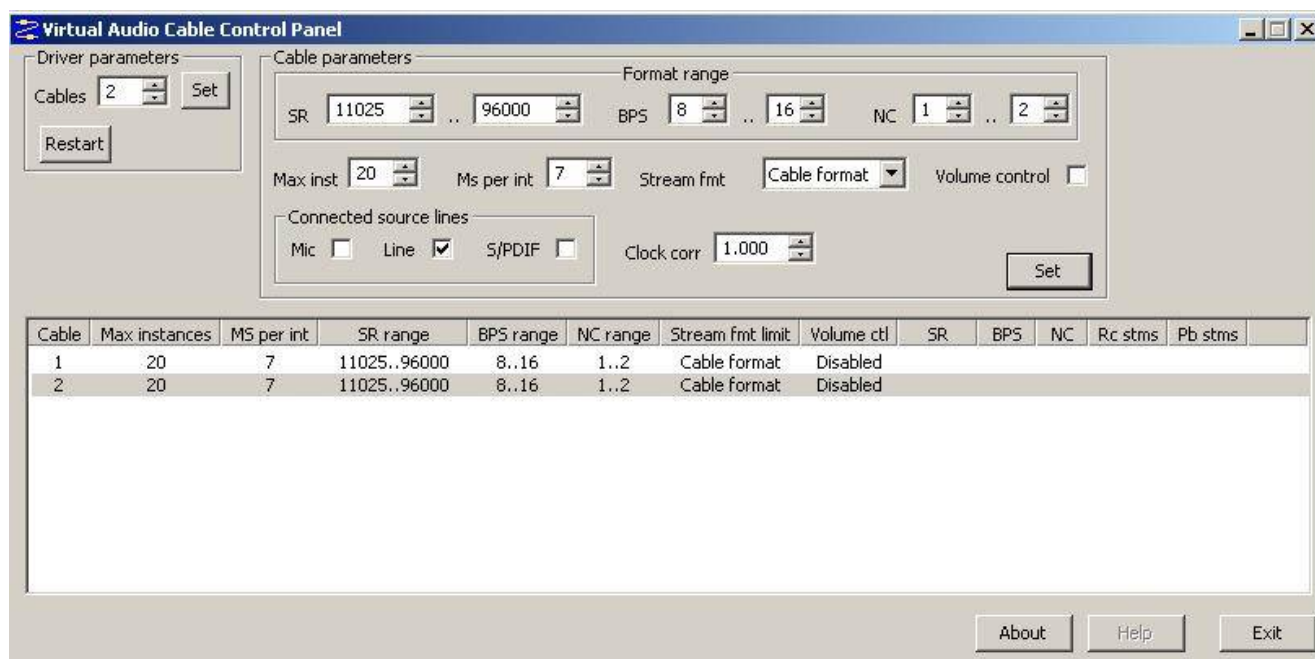 Virtual Audio Cable Control Panel
Driver parameters
Cables 2 Set
Restart
Cable parameters
Format range
SR 11025 .. 96000 BPS 8 .. 16 NC 1 .. 2
Max inst 20 Ms per int 7 Stream fmt Cable format Volume control
Connected source lines
Mic Line S/PDIF Clock corr 1.000
Set
Cable Max instances MS per int SR range BPS range NC range Stream fmt limit Volume ctl SR BPS NC Rc stms Pb stms
1 20 7 11025..96000 8..16 1..2 Cable format Disabled
2 20 7 11025..96000 8..16 1..2 Cable format Disabled
About Help Exit